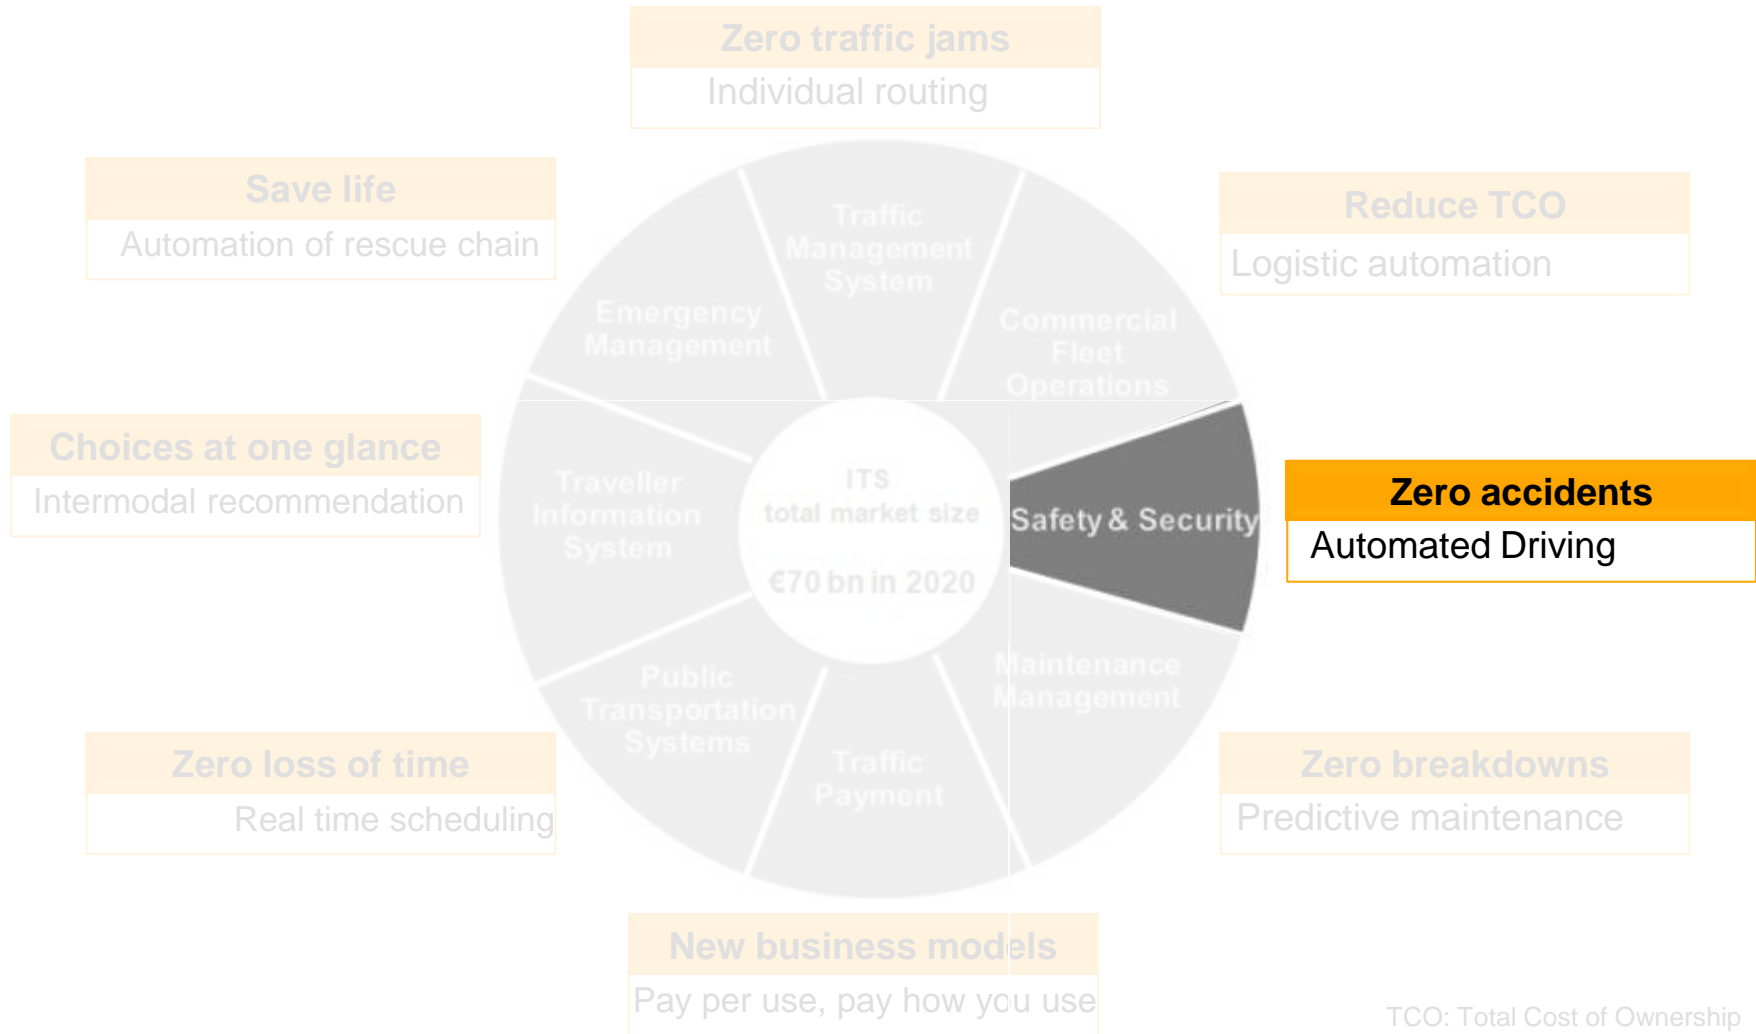 Zero traffic jams
Individual routing
Save life
Automation of rescue chain
Reduce TCO
Logistic automation
Traffic
Management
System
Emergency
Management
Commercial
Fleet
Operations
Choices at one glance
Intermodal recommendation
Traveller
Information
System
ITS
total market size
€70 bn in 2020
Safety & Security
Zero accidents
Automated Driving
Public
Transportation
Systems
Maintenance
Management
Traffic
Payment
Zero loss of time
Real time scheduling
Zero breakdowns
Predictive maintenance
New business models
Pay per use, pay how you use
TCO: Total Cost of Ownership